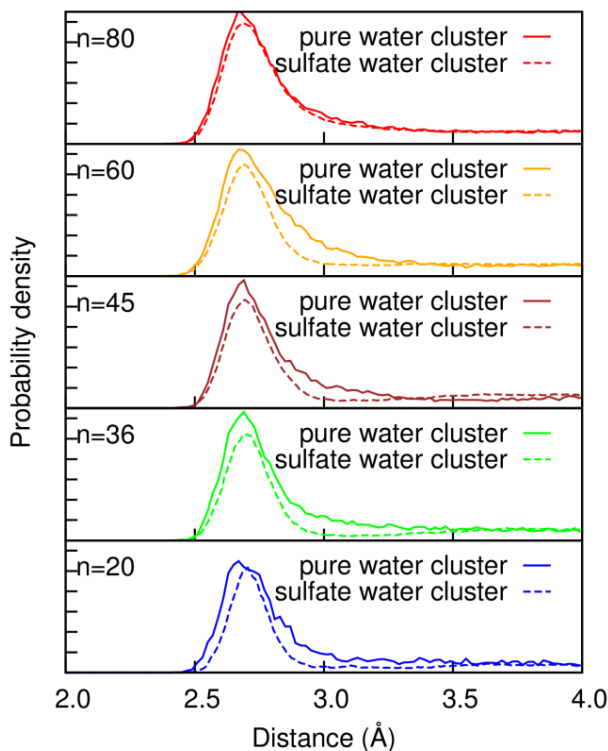 n=80
pure water cluster
sulfate water cluster
n=60
pure water cluster
sulfate water cluster
n=45
pure water cluster
sulfate water cluster
n=36
pure water cluster
sulfate water cluster
n=20
pure water cluster
sulfate water cluster
Probability density
2.0 2.5 3.0 3.5 4.0
Distance (Å)